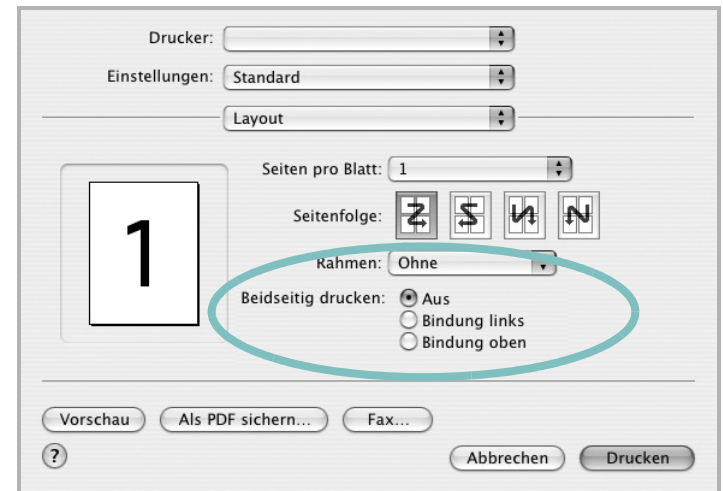 Drucker:
Einstellungen: Standard
Layout
Seiten pro Blatt: 1
Seitenfolge:
1
Rahmen: Ohne
Beidseitig drucken: Aus
Bindung links
Bindung oben
Vorschau Als PDF sichern... Fax...
? Abbrechen Drucken